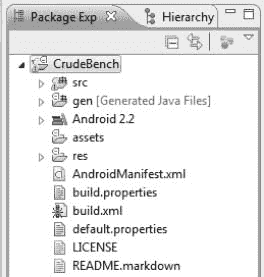 Package Exp
Hierarchy
CrudeBench
src
gen [Generated Java Files]
Android 2.2
assets
res
AndroidManifest.xml
build.properties
build.xml
default.properties
LICENSE
README.markdown